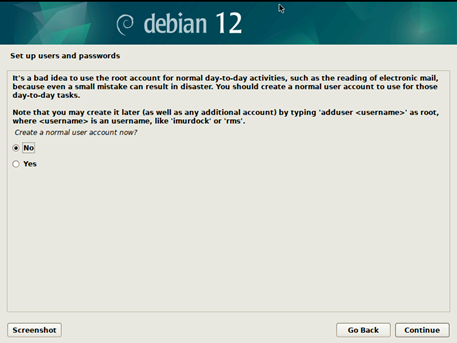 debian 12
Set up users and passwords
It's a bad idea to use the root account for normal day-to-day activities, such as the reading of electronic mail,
because even a small mistake can result in disaster. You should create a normal user account to use for those
day-to-day tasks.
Note that you may create it later (as well as any additional account) by typing 'adduser <username>' as root,
where <username> is an username, like 'imurdock' or 'rms'.
Create a normal user account now?
No
Yes
Screenshot
Go Back
Continue